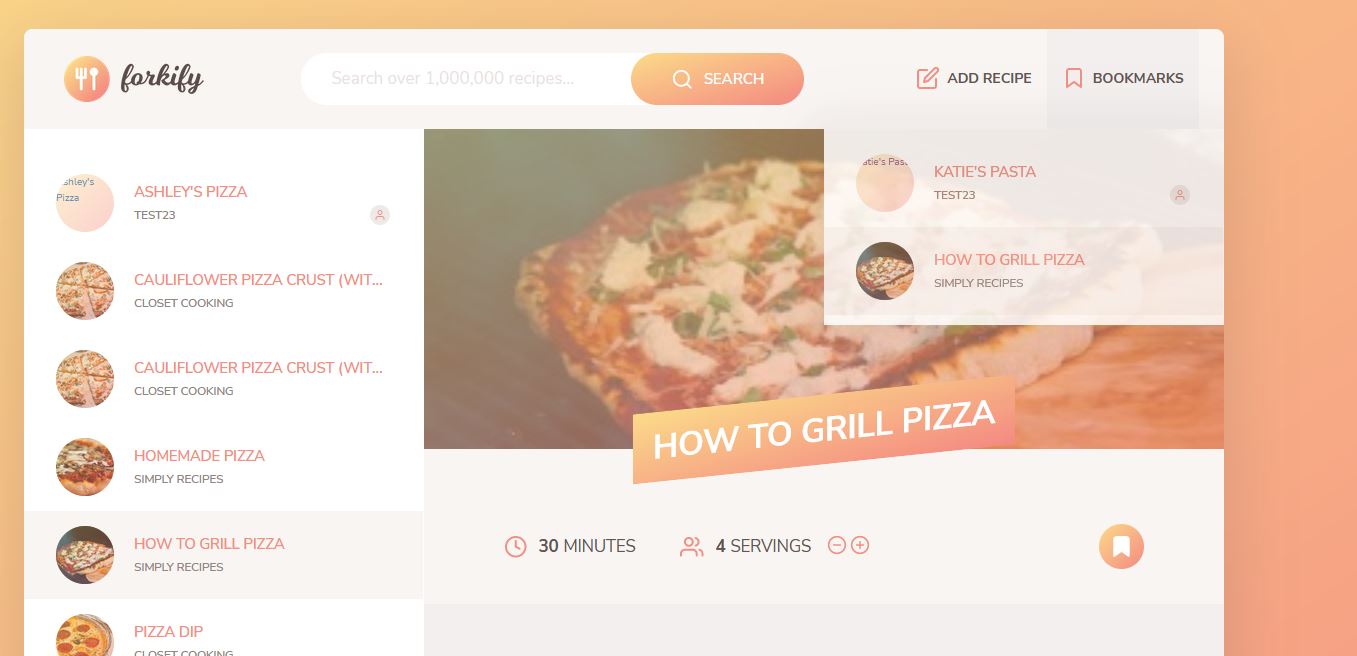 forkify
Search over 1,000,000 recipes...
SEARCH
ADD RECIPE
BOOKMARKS
shley's
Pizza
ASHLEY'S PIZZA
TEST23
CAULIFLOWER PIZZA CRUST (WIT...
CLOSET COOKING
CAULIFLOWER PIZZA CRUST (WIT...
CLOSET COOKING
HOMEMADE PIZZA
SIMPLY RECIPES
HOW TO GRILL PIZZA
SIMPLY RECIPES
PIZZA DIP
CLOSET COOKING
atie's Past
KATIE'S PASTA
TEST23
HOW TO GRILL PIZZA
SIMPLY RECIPES
HOW TO GRILL PIZZA
30 MINUTES
4 SERVINGS